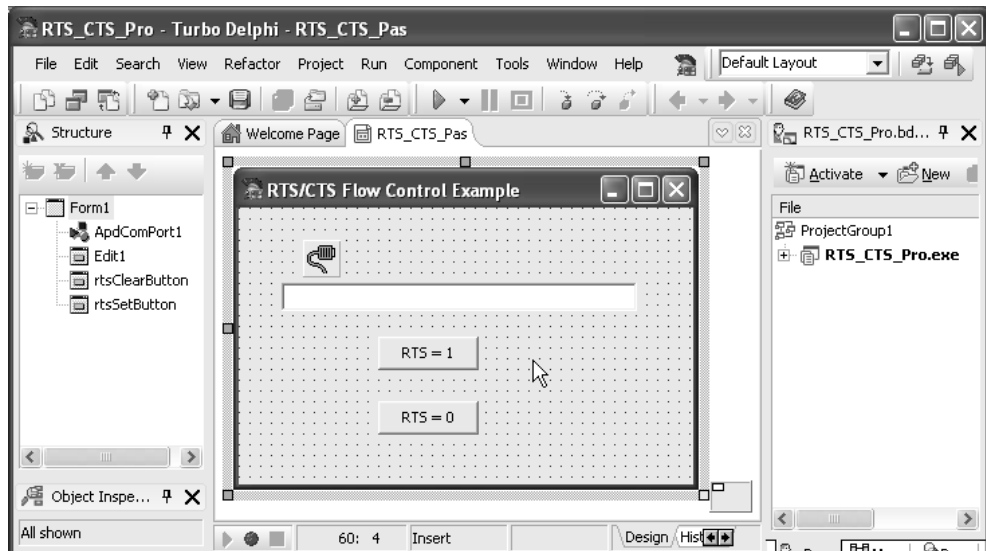 RTS_CTS_Pro - Turbo Delphi - RTS_CTS_Pas
File Edit Search View Refactor Project Run Component Tools Window Help
Default Layout
Structure
Welcome Page
RTS_CTS_Pas
RTS_CTS_Pro.bd...
Activate
New
Form1
ApdComPort1
Edit1
rtsClearButton
rtsSetButton
RTS/CTS Flow Control Example
RTS = 1
RTS = 0
File
ProjectGroup1
RTS_CTS_Pro.exe
Object Inspe...
All shown
60: 4
Insert
Design
Hist